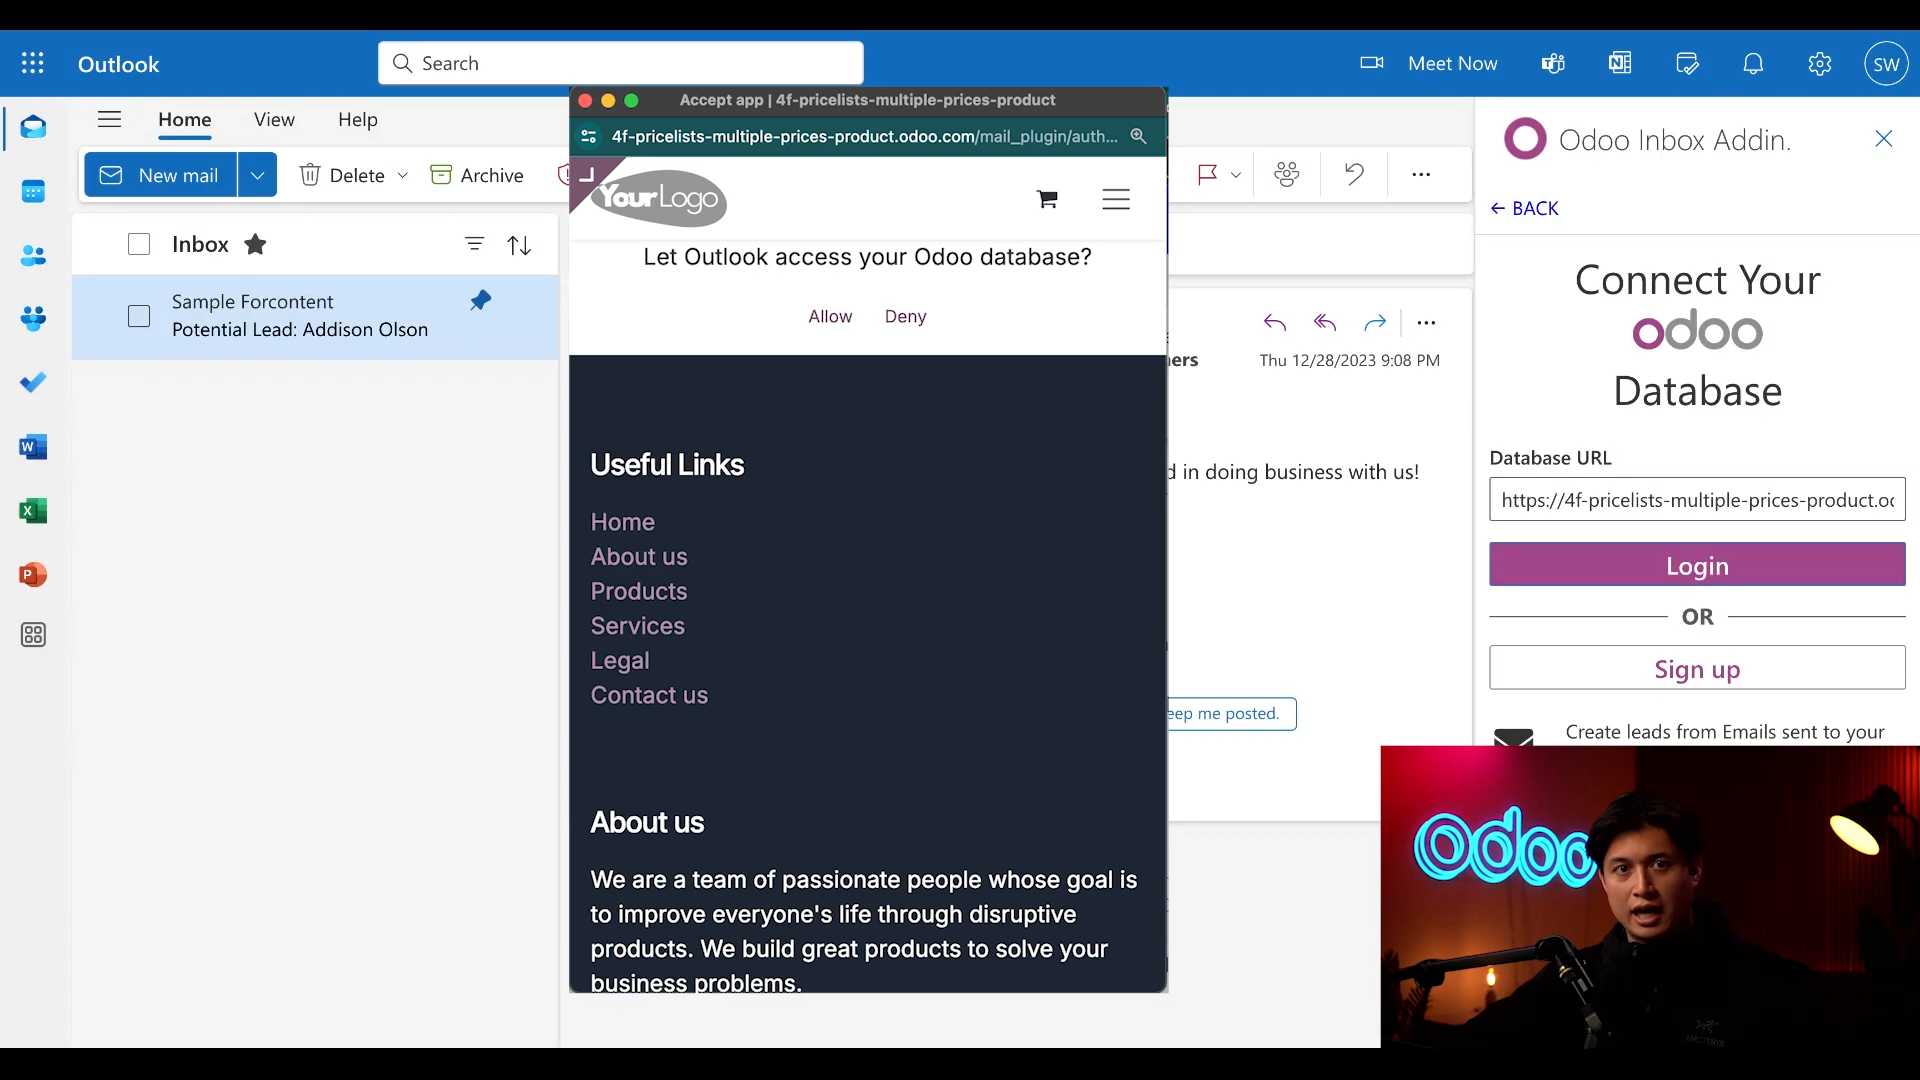 Outlook
Search
Meet Now
SW
Home
View
Help
New mail
Delete
Archive
Inbox
Sample Forcontent
Potential Lead: Addison Olson
Accept app | 4f-pricelists-multiple-prices-product
4f-pricelists-multiple-prices-product.odoo.com/mail_plugin/auth...
YourLogo
Let Outlook access your Odoo database?
Allow
Deny
Useful Links
Home
About us
Products
Services
Legal
Contact us
About us
We are a team of passionate people whose goal is
to improve everyone's life through disruptive
products. We build great products to solve your
business problems.
ers
Thu 12/28/2023 9:08 PM
d in doing business with us!
eep me posted.
Odoo Inbox Addin.
← BACK
Connect Your
odoo
Database
Database URL
https://4f-pricelists-multiple-prices-product.oc
Login
OR
Sign up
Create leads from Emails sent to your
odoo